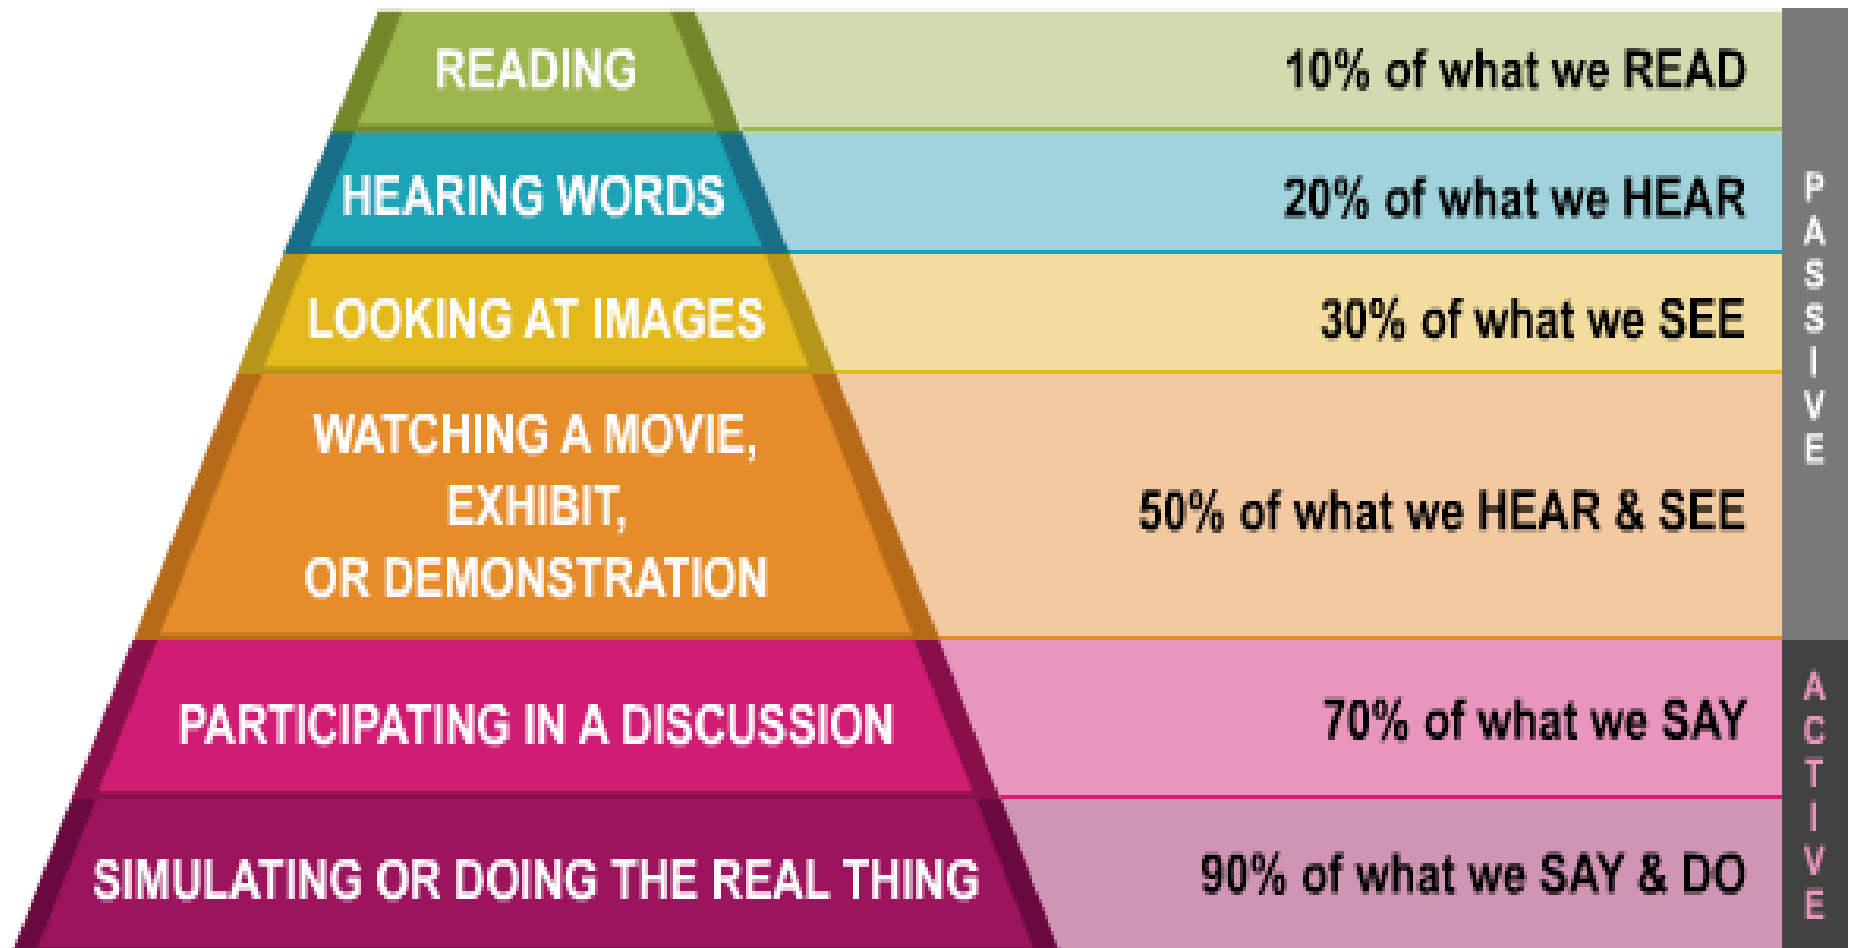 READING
10% of what we READ
HEARING WORDS
20% of what we HEAR
LOOKING AT IMAGES
30% of what we SEE
WATCHING A MOVIE,
EXHIBIT,
OR DEMONSTRATION
50% of what we HEAR & SEE
PARTICIPATING IN A DISCUSSION
70% of what we SAY
SIMULATING OR DOING THE REAL THING
90% of what we SAY & DO
PASSIVE
ACTIVE